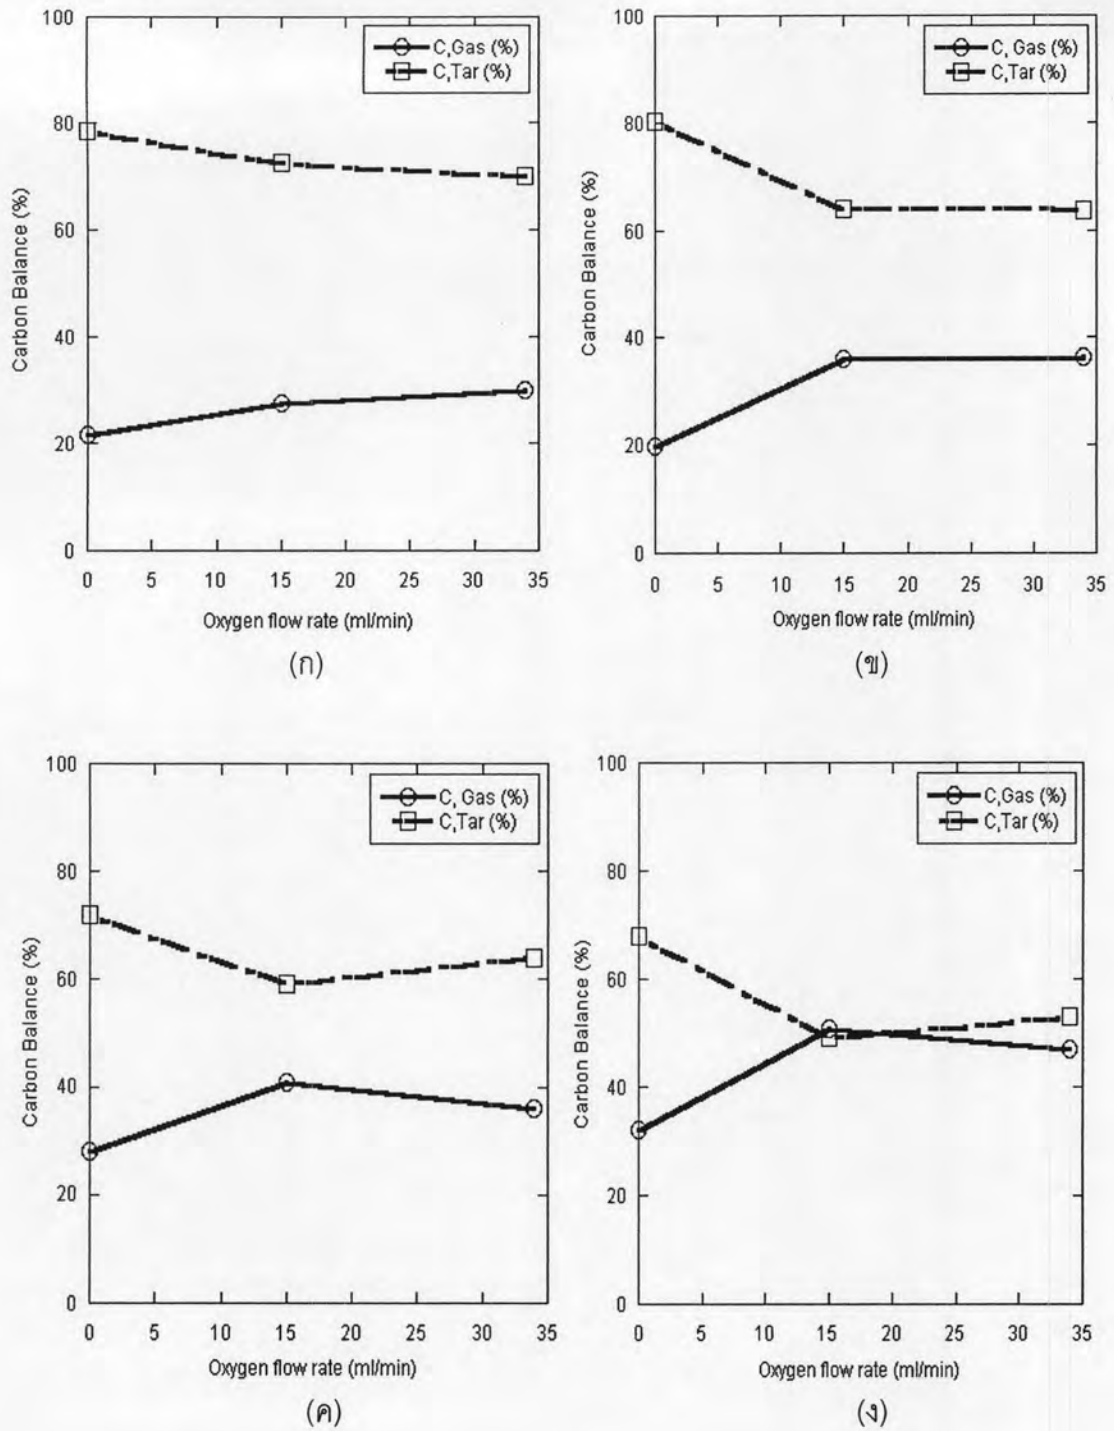 100
80
60
40
20
0
Carbon Balance (%)
C,Gas (%)
C,Tar (%)
0 5 10 15 20 25 30 35
Oxygen flow rate (ml/min)
(ก)
100
80
60
40
20
0
Carbon Balance (%)
C, Gas (%)
C,Tar (%)
0 5 10 15 20 25 30 35
Oxygen flow rate (ml/min)
(ข)
100
80
60
40
20
0
Carbon Balance (%)
C, Gas (%)
C,Tar (%)
0 5 10 15 20 25 30 35
Oxygen flow rate (ml/min)
(ค)
100
80
60
40
20
0
Carbon Balance (%)
C,Gas (%)
C,Tar (%)
0 5 10 15 20 25 30 35
Oxygen flow rate (ml/min)
(ง)